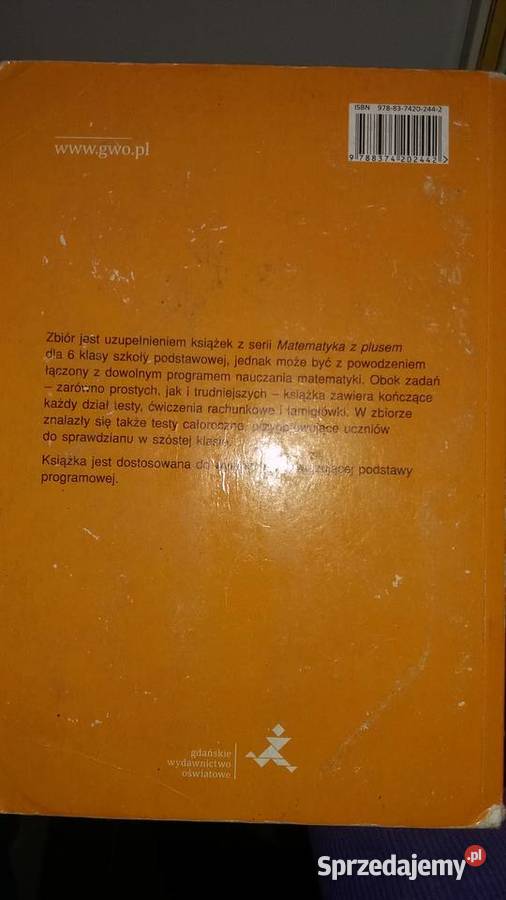 ISBN 978-83-7420-244-2
9 788374 202442
www.gwo.pl
Zbiór jest uzupełnieniem książek z serii Matematyka z plusem
dla 6 klasy szkoły podstawowej, jednak może być z powodzeniem
łączony z dowolnym programem nauczania matematyki. Obok zadań
– zarówno prostych, jak i trudniejszych – książka zawiera kończące
każdy dział testy, ćwiczenia rachunkowe i łamigłówki. W zbiorze
znalazły się także testy całoroczne, przygotowujące uczniów
do sprawdzianu w szóstej klasie.
Książka jest dostosowana do podstawy
programowej.
gdańskie
wydawnictwo
oświatowe
Sprzedajemy.pl